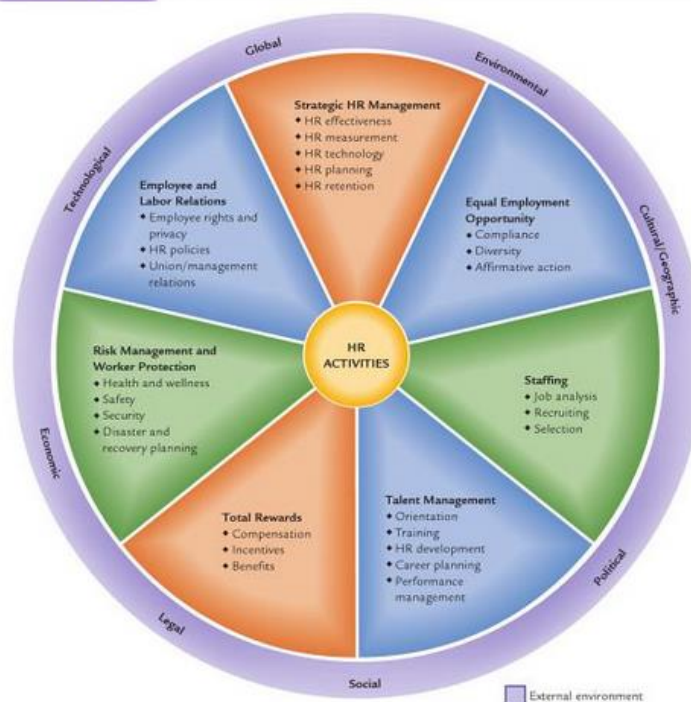 Global
Environmental
Technological
Cultural/Geographic
Economic
Political
Legal
Social
Strategic HR Management
◆ HR effectiveness
◆ HR measurement
◆ HR technology
◆ HR planning
◆ HR retention
Equal Employment
Opportunity
◆ Compliance
◆ Diversity
◆ Affirmative action
Staffing
◆ Job analysis
◆ Recruiting
◆ Selection
Talent Management
◆ Orientation
◆ Training
◆ HR development
◆ Career planning
◆ Performance
management
Total Rewards
◆ Compensation
◆ Incentives
◆ Benefits
Risk Management and
Worker Protection
◆ Health and wellness
◆ Safety
◆ Security
◆ Disaster and
recovery planning
Employee and
Labor Relations
◆ Employee rights and
privacy
◆ HR policies
◆ Union/management
relations
HR
ACTIVITIES
External environment